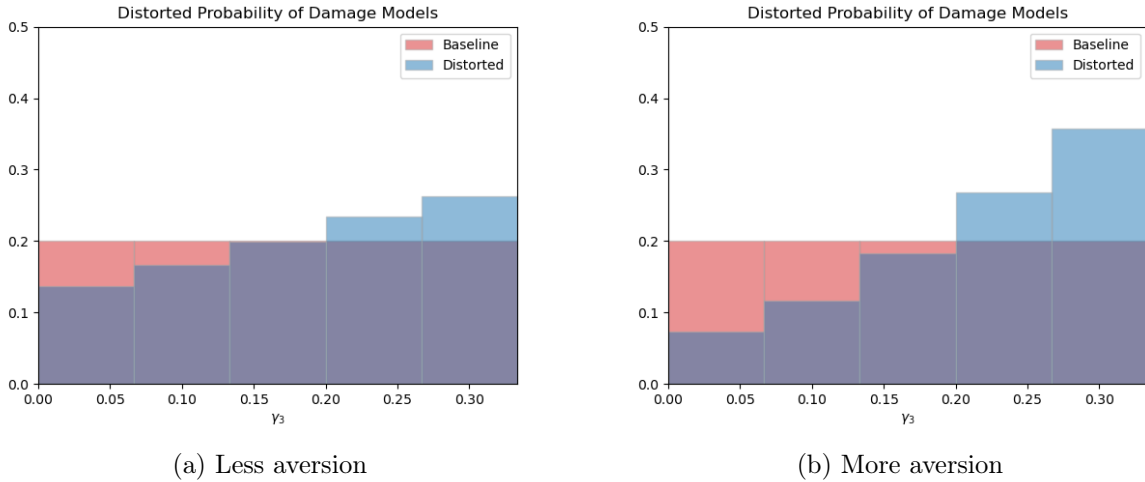 Distorted Probability of Damage Models
0.5
0.4
0.3
0.2
0.1
0.0
Baseline
Distorted
0.00 0.05 0.10 0.15 0.20 0.25 0.30
γ₃
(a) Less aversion
Distorted Probability of Damage Models
0.5
0.4
0.3
0.2
0.1
0.0
Baseline
Distorted
0.00 0.05 0.10 0.15 0.20 0.25 0.30
γ₃
(b) More aversion